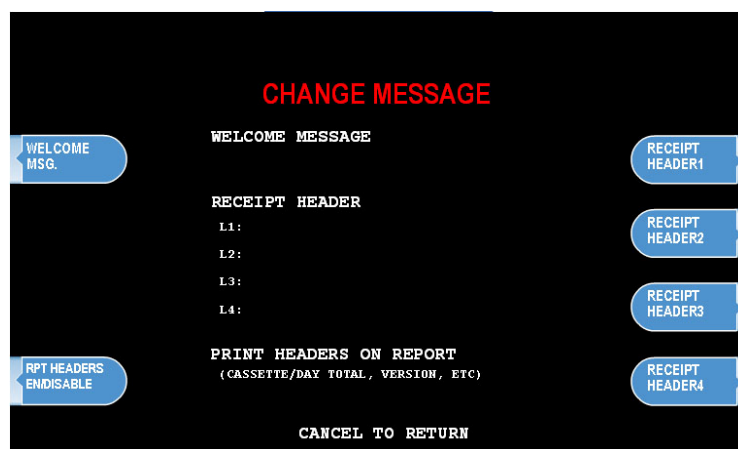 CHANGE MESSAGE
WELCOME MESSAGE
WELCOME
MSG.
RECEIPT
HEADER1
RECEIPT HEADER
L1:
RECEIPT
HEADER2
L2:
L3:
RECEIPT
HEADER3
L4:
PRINT HEADERS ON REPORT
(CASSETTE/DAY TOTAL, VERSION, ETC)
RPT HEADERS
EN/DISABLE
RECEIPT
HEADER4
CANCEL TO RETURN